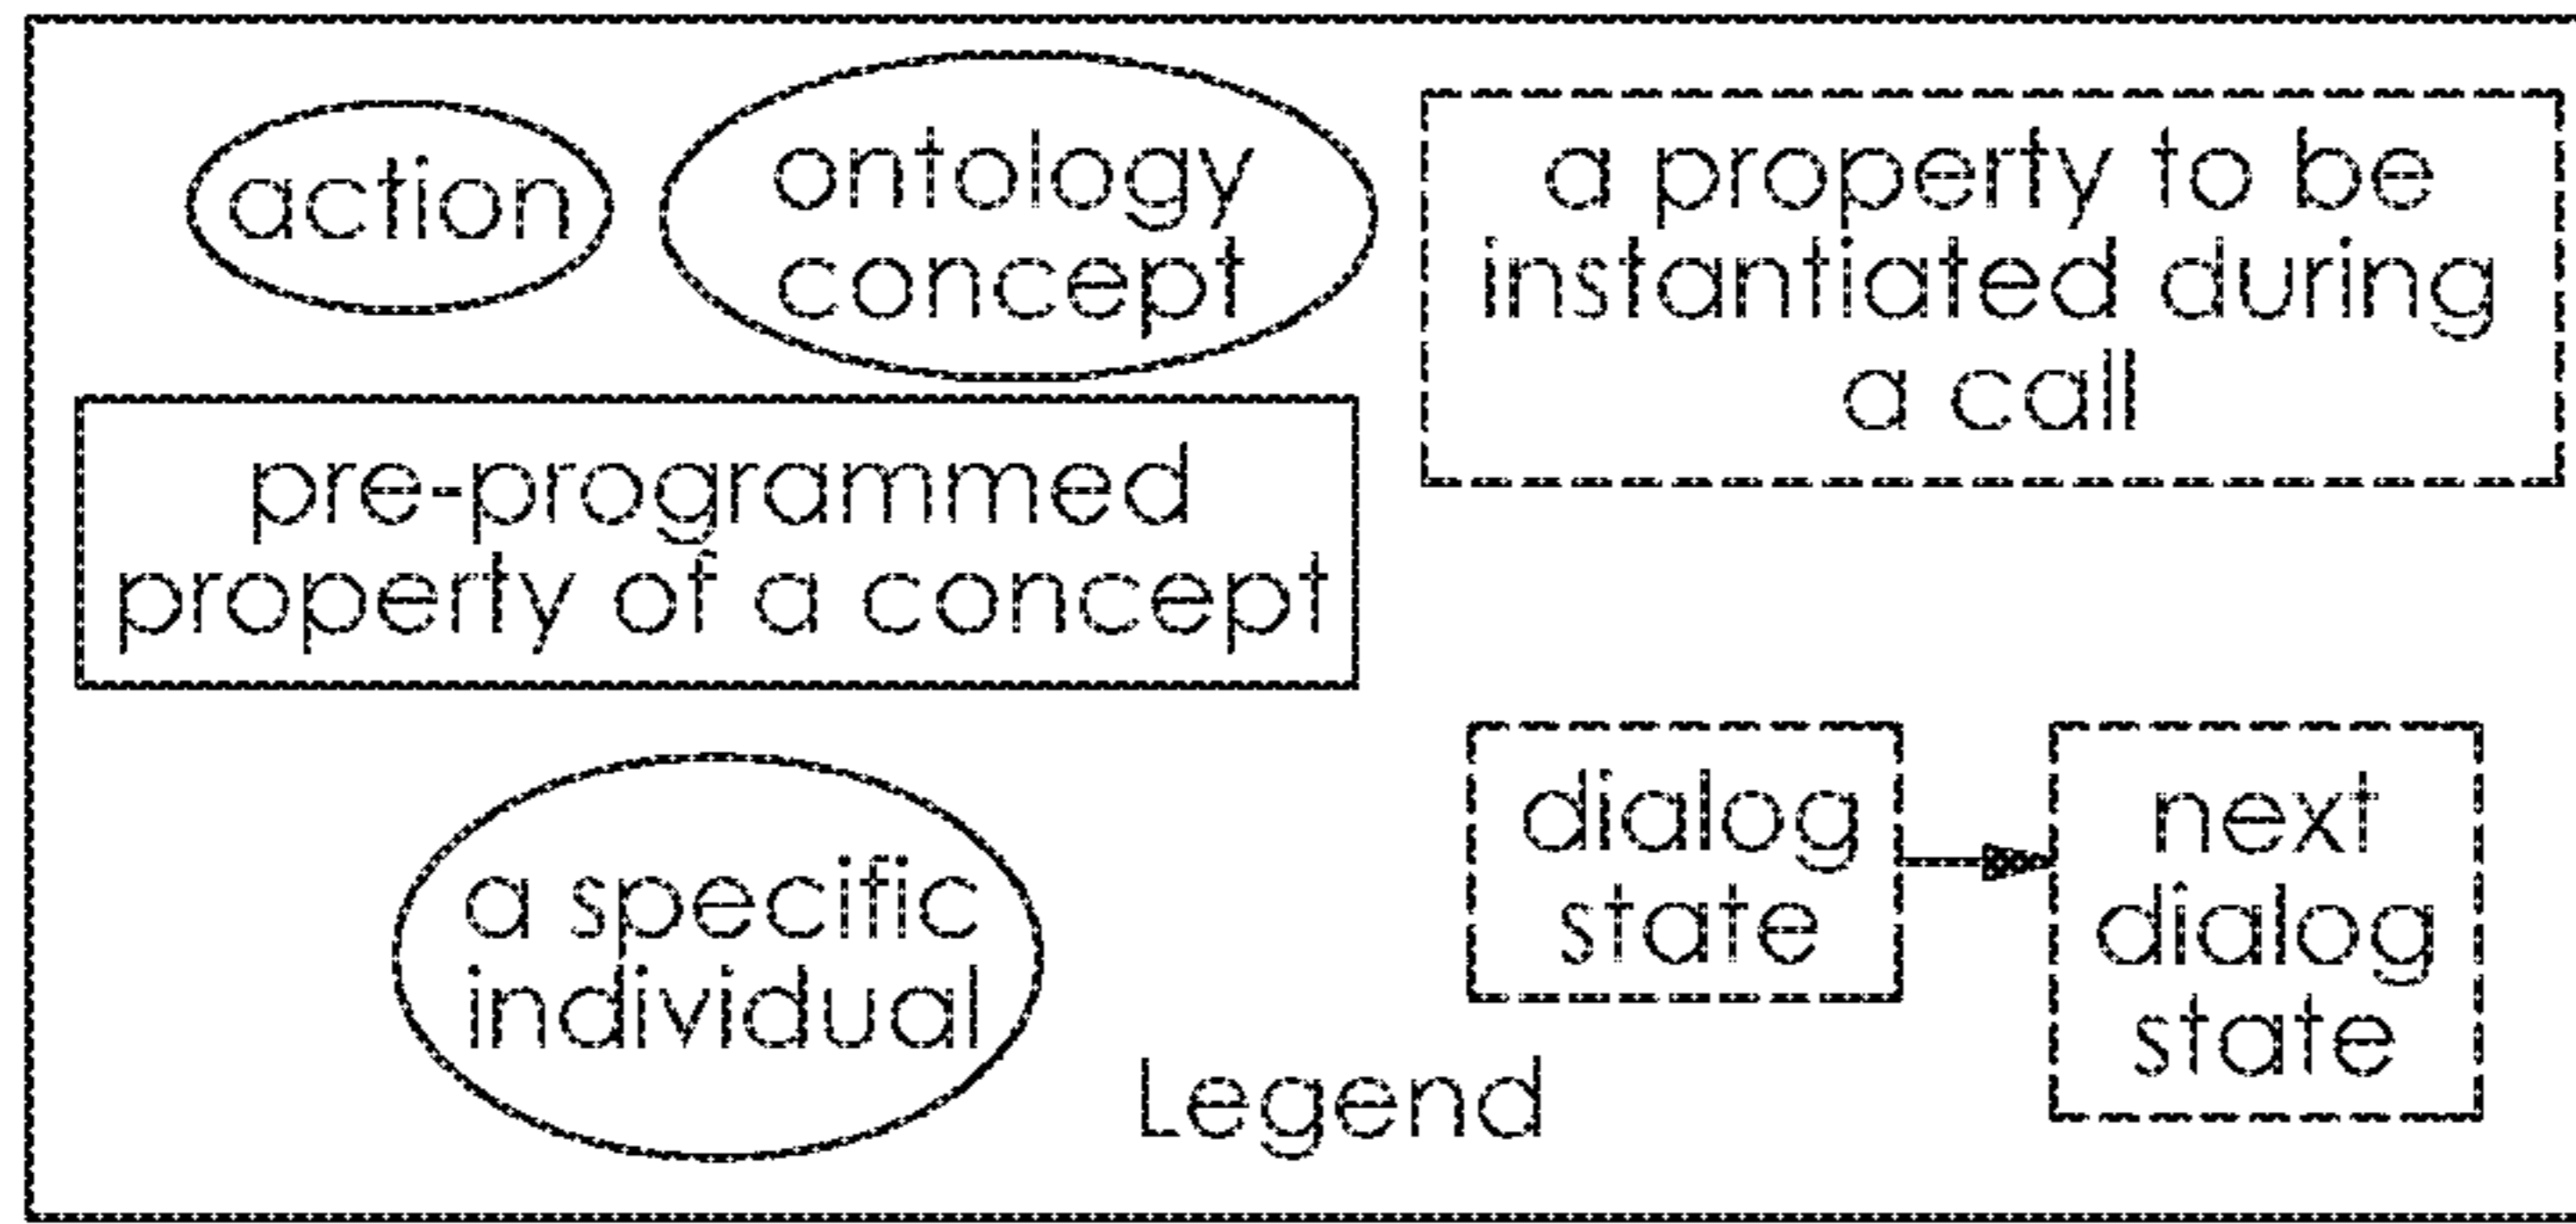 action
ontology
concept
a property to be
instantiated during
a call
pre-programmed
property of a concept
a specific
individual
dialog
state
next
dialog
state
Legend